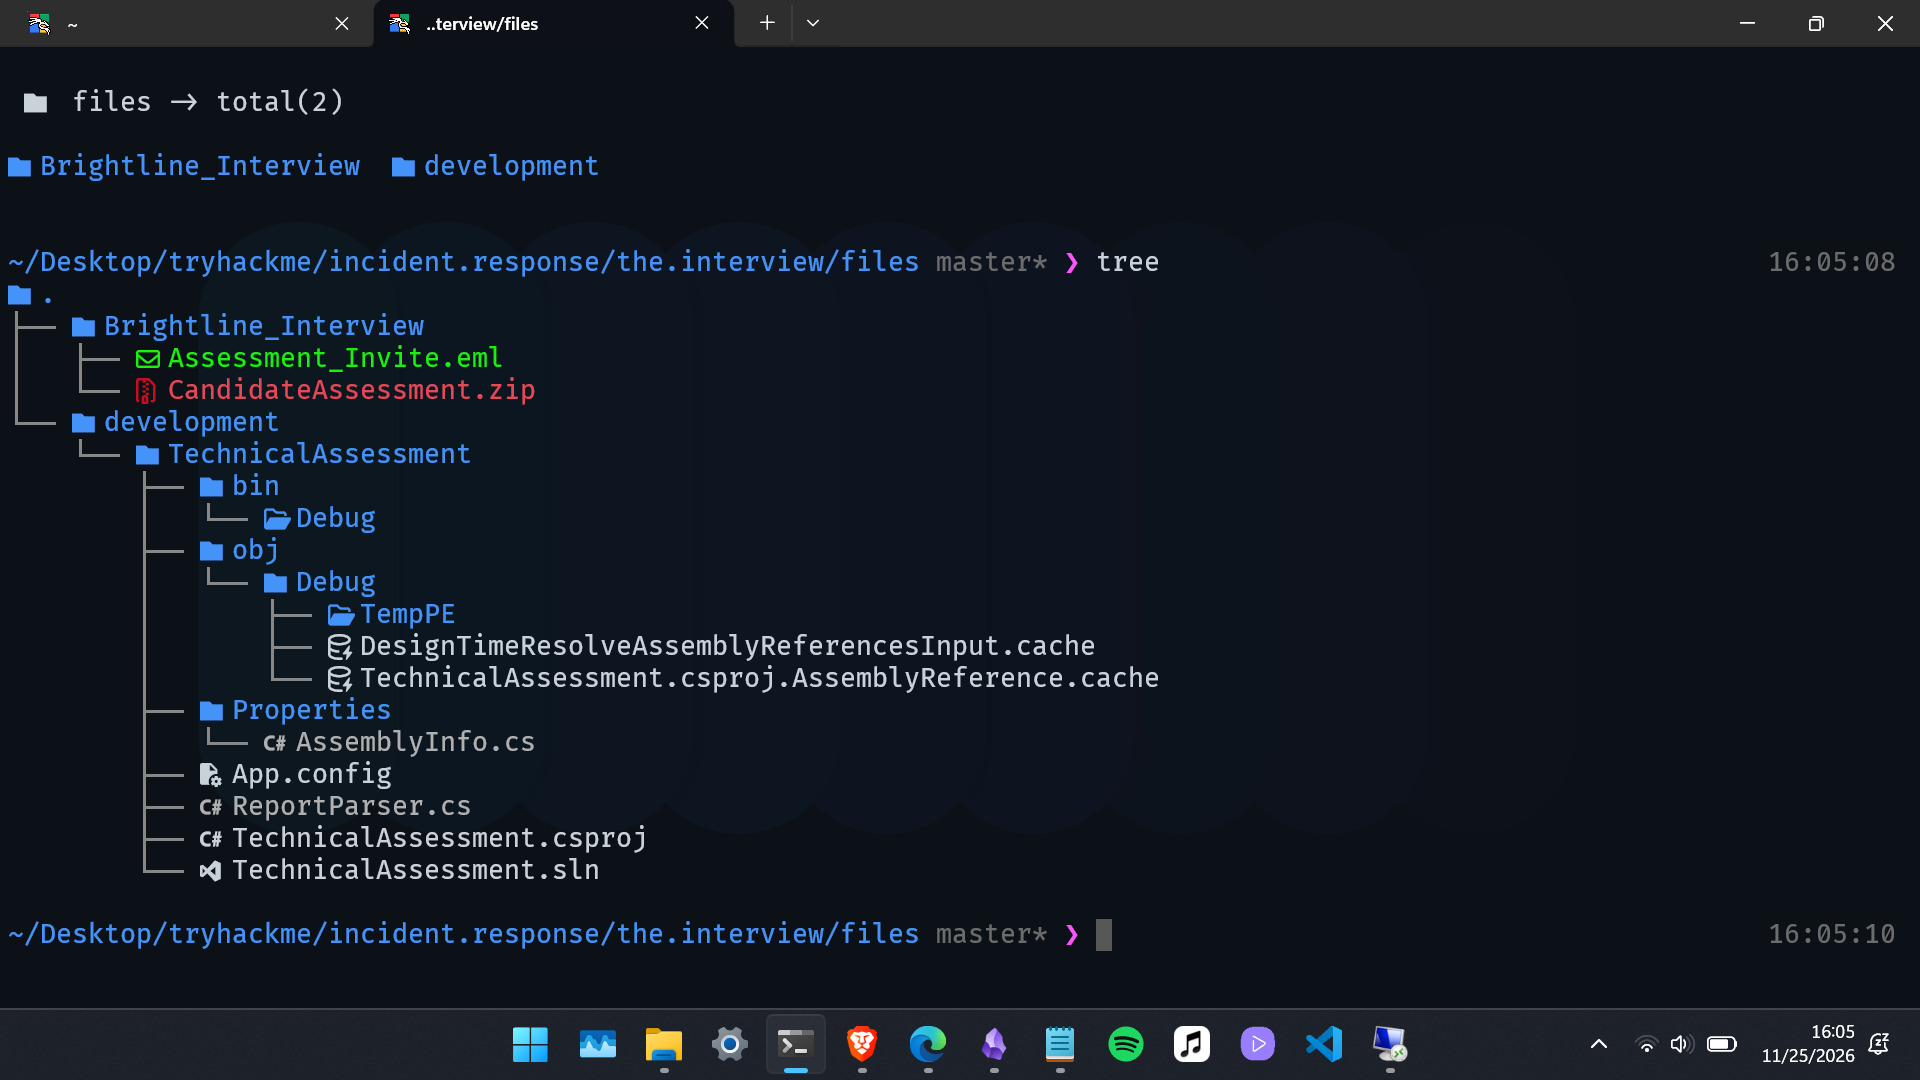 ~
..terview/files
files → total(2)
Brightline_Interview development
~/Desktop/tryhackme/incident.response/the.interview/files master* ❯ tree 16:05:08
.
Brightline_Interview
Assessment_Invite.eml
CandidateAssessment.zip
development
TechnicalAssessment
bin
Debug
obj
Debug
TempPE
DesignTimeResolveAssemblyReferencesInput.cache
TechnicalAssessment.csproj.AssemblyReference.cache
Properties
C# AssemblyInfo.cs
App.config
C# ReportParser.cs
C# TechnicalAssessment.csproj
TechnicalAssessment.sln
~/Desktop/tryhackme/incident.response/the.interview/files master* ❯ 16:05:10
16:05
11/25/2026